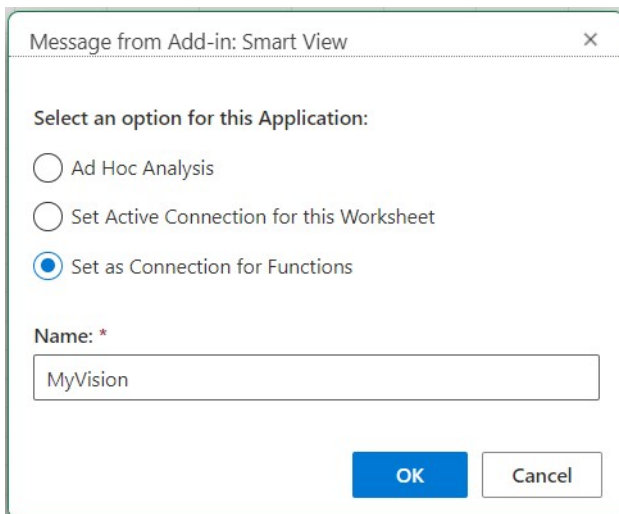 Message from Add-in: Smart View
Select an option for this Application:
Ad Hoc Analysis
Set Active Connection for this Worksheet
Set as Connection for Functions
Name: *
MyVision
OK Cancel